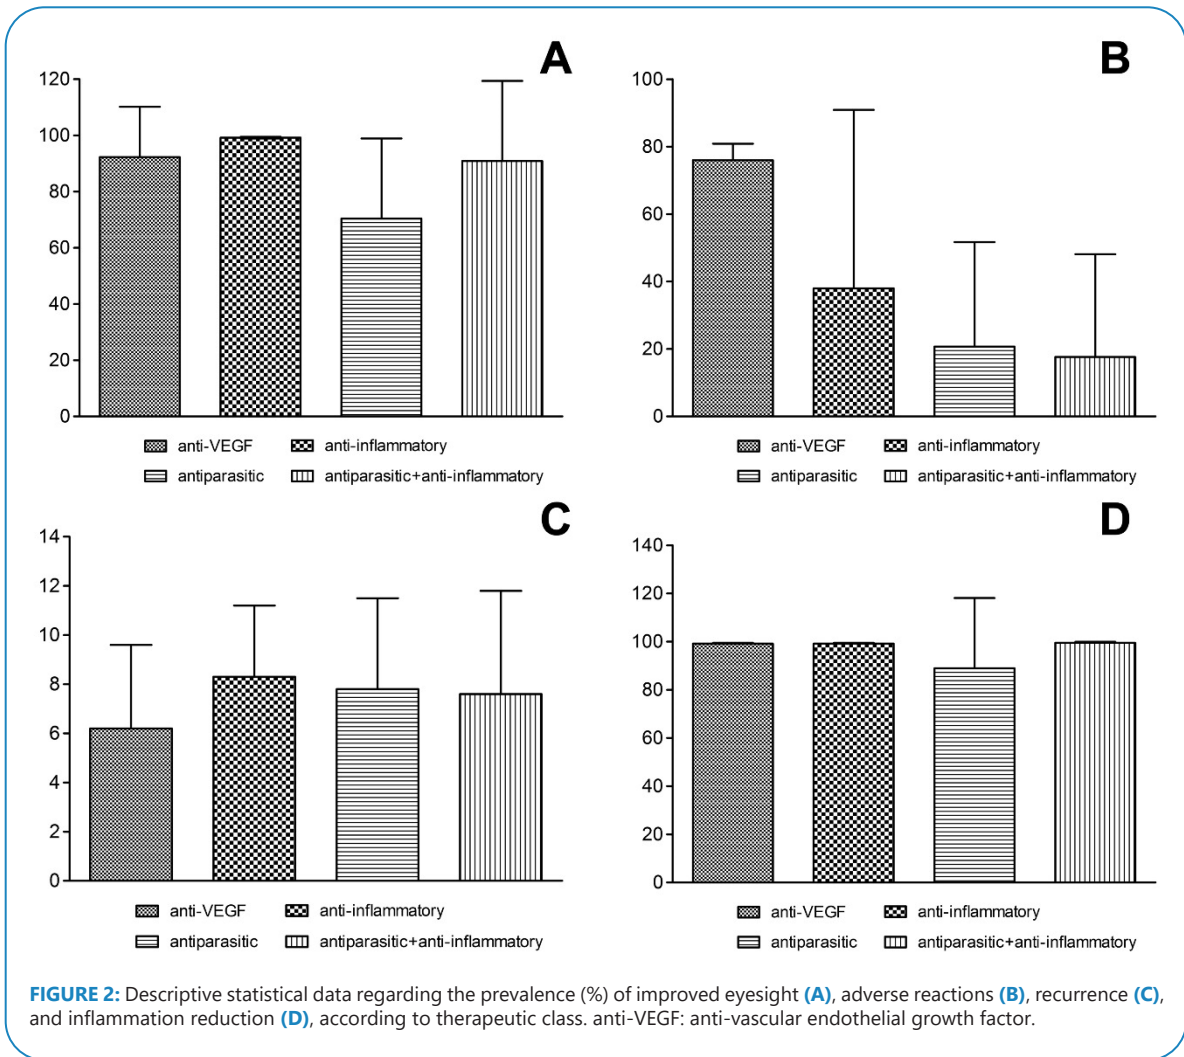 A
120
100
80
60
40
20
0
anti-VEGF anti-inflammatory
antiparasitic antiparasitic+anti-inflammatory
B
100
80
60
40
20
0
anti-VEGF anti-inflammatory
antiparasitic antiparasitic+anti-inflammatory
C
14
12
10
8
6
4
2
0
anti-VEGF anti-inflammatory
antiparasitic antiparasitic+anti-inflammatory
D
140
120
100
80
60
40
20
0
anti-VEGF anti-inflammatory
antiparasitic antiparasitic+anti-inflammatory
FIGURE 2: Descriptive statistical data regarding the prevalence (%) of improved eyesight (A), adverse reactions (B), recurrence (C),
and inflammation reduction (D), according to therapeutic class. anti-VEGF: anti-vascular endothelial growth factor.